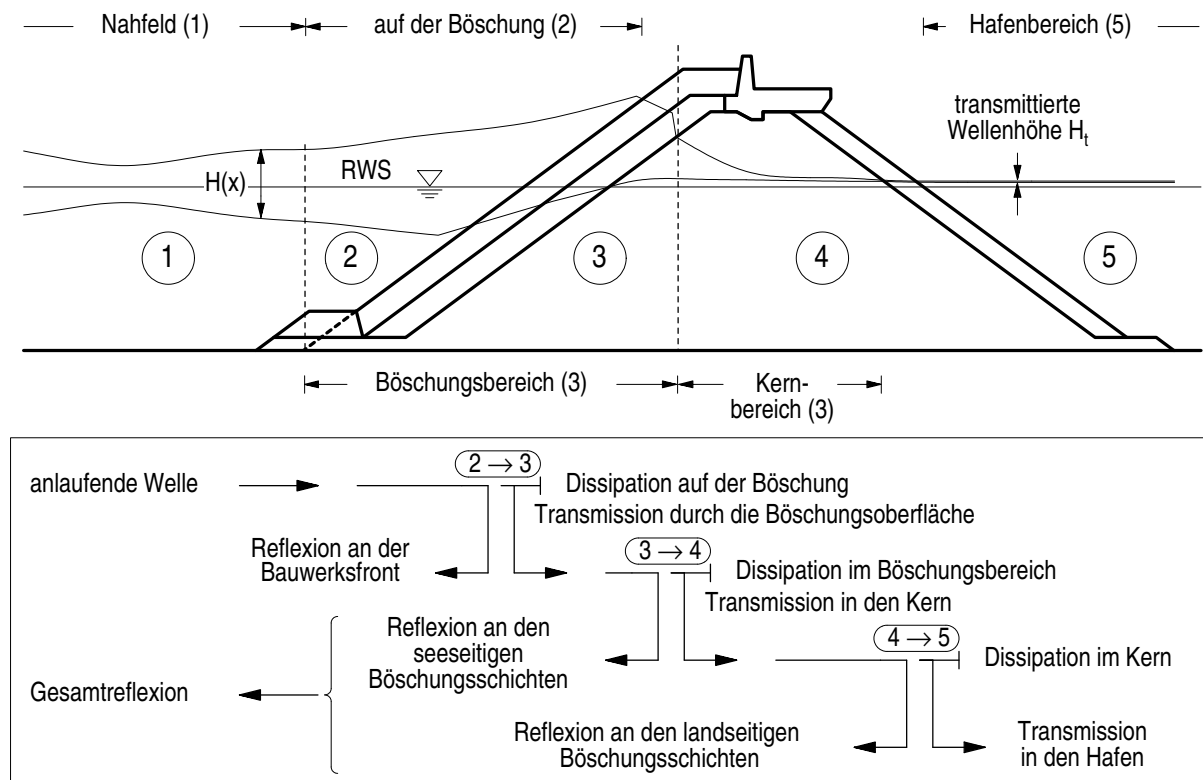 Nahfeld (1)
auf der Böschung (2)
Hafenbereich (5)
transmittierte
Wellenhöhe Ht
H(x)
RWS
1
2
3
4
5
Böschungsbereich (3)
Kern-
bereich (3)
2 → 3
anlaufende Welle
Dissipation auf der Böschung
Transmission durch die Böschungsoberfläche
Reflexion an der
Bauwerksfront
3 → 4
Dissipation im Böschungsbereich
Transmission in den Kern
Reflexion an den
seeseitigen
Böschungsschichten
4 → 5
Dissipation im Kern
Gesamtreflexion
Reflexion an den landseitigen
Böschungsschichten
Transmission
in den Hafen